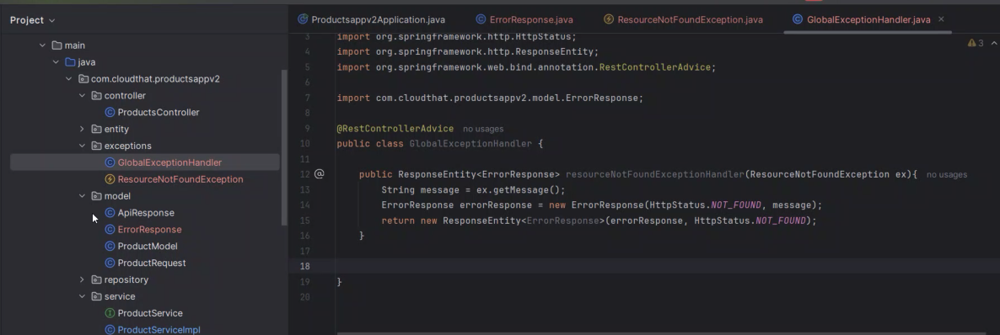 Project
Productsappv2Application.java
ErrorResponse.java
ResourceNotFoundException.java
GlobalExceptionHandler.java
main
java
com.cloudthat.productsappv2
controller
ProductsController
entity
exceptions
GlobalExceptionHandler
ResourceNotFoundException
model
ApiResponse
ErrorResponse
ProductModel
ProductRequest
repository
service
ProductService
ProductServiceImpl
3
3 import org.springframework.http.HttpStatus;
4 import org.springframework.http.ResponseEntity;
5 import org.springframework.web.bind.annotation.RestControllerAdvice;
6
7 import com.cloudthat.productsappv2.model.ErrorResponse;
8
9 @RestControllerAdvice no usages
10 public class GlobalExceptionHandler {
11
12 @ public ResponseEntity<ErrorResponse> resourceNotFoundExceptionHandler(ResourceNotFoundException ex){ no usages
13 String message = ex.getMessage();
14 ErrorResponse errorResponse = new ErrorResponse(HttpStatus.NOT_FOUND, message);
15 return new ResponseEntity<ErrorResponse>(errorResponse, HttpStatus.NOT_FOUND);
16 }
17
18
19 }
20